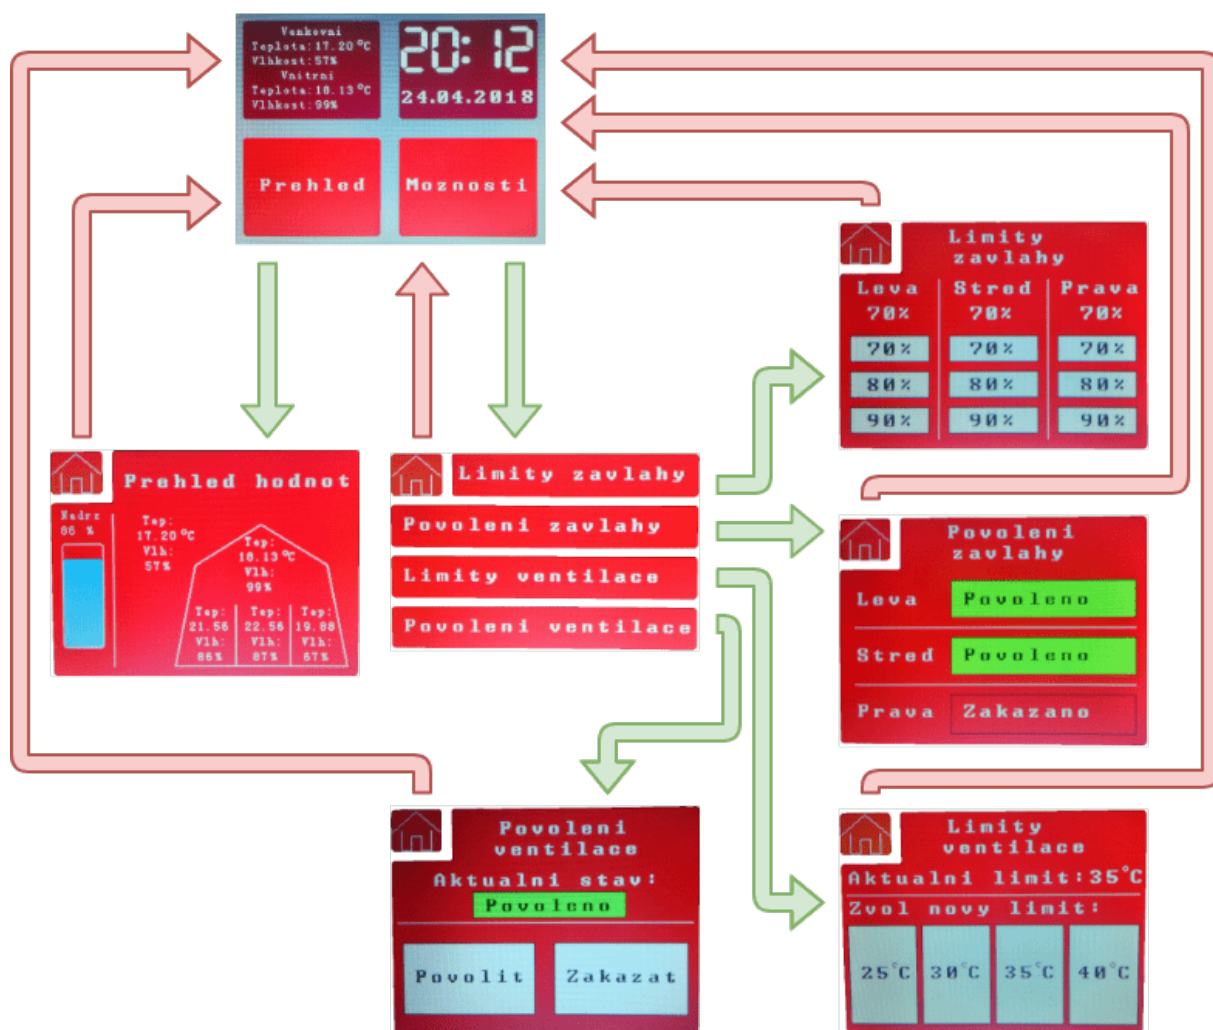 Venkovni
Teplota:17.20°C
Vlhkost:57%
Vnitrni
Teplota:18.13°C
Vlhkost:99%
20:12
24.04.2018
Prehled
Moznosti
Limity
zavlahy
Leva Stred Prava
70% 70% 70%
70% 70% 70%
80% 80% 80%
90% 90% 90%
Prehled hodnot
Nadrz
86 %
Tep:
17.20°C
Vlh:
57%
Tep:
18.13°C
Vlh:
99%
Tep: Tep: Tep:
21.56 22.56 19.88
Vlh: Vlh: Vlh:
86% 87% 67%
Limity zavlahy
Povoleni zavlahy
Limity ventilace
Povoleni ventilace
Povoleni
zavlahy
Leva Povoleno
Stred Povoleno
Prava Zakazano
Povoleni
ventilace
Aktualni stav:
Povoleno
Povolit Zakazat
Limity
ventilace
Aktualni limit:35°C
Zvol novy limit:
25°C 30°C 35°C 40°C